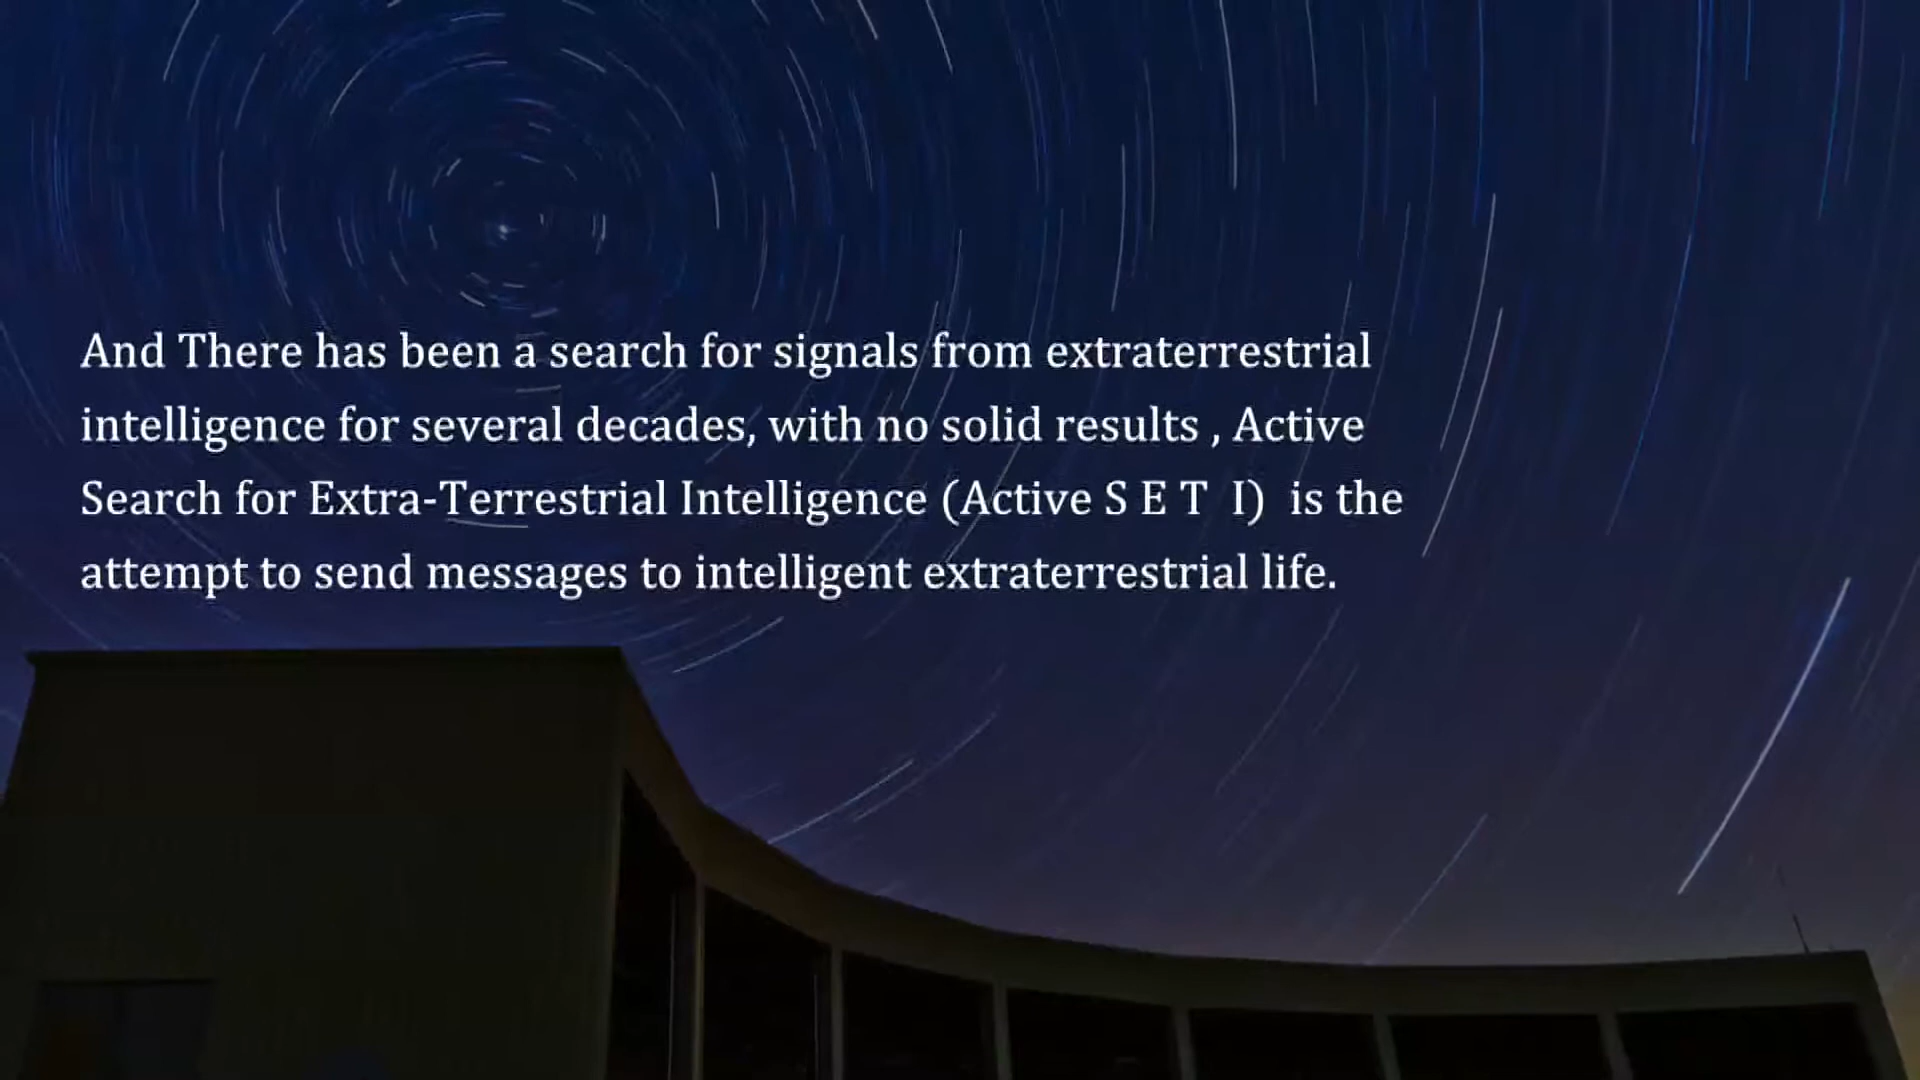 And There has been a search for signals from extraterrestrial
intelligence for several decades, with no solid results , Active
Search for Extra-Terrestrial Intelligence (Active S E T  I)  is the
attempt to send messages to intelligent extraterrestrial life.